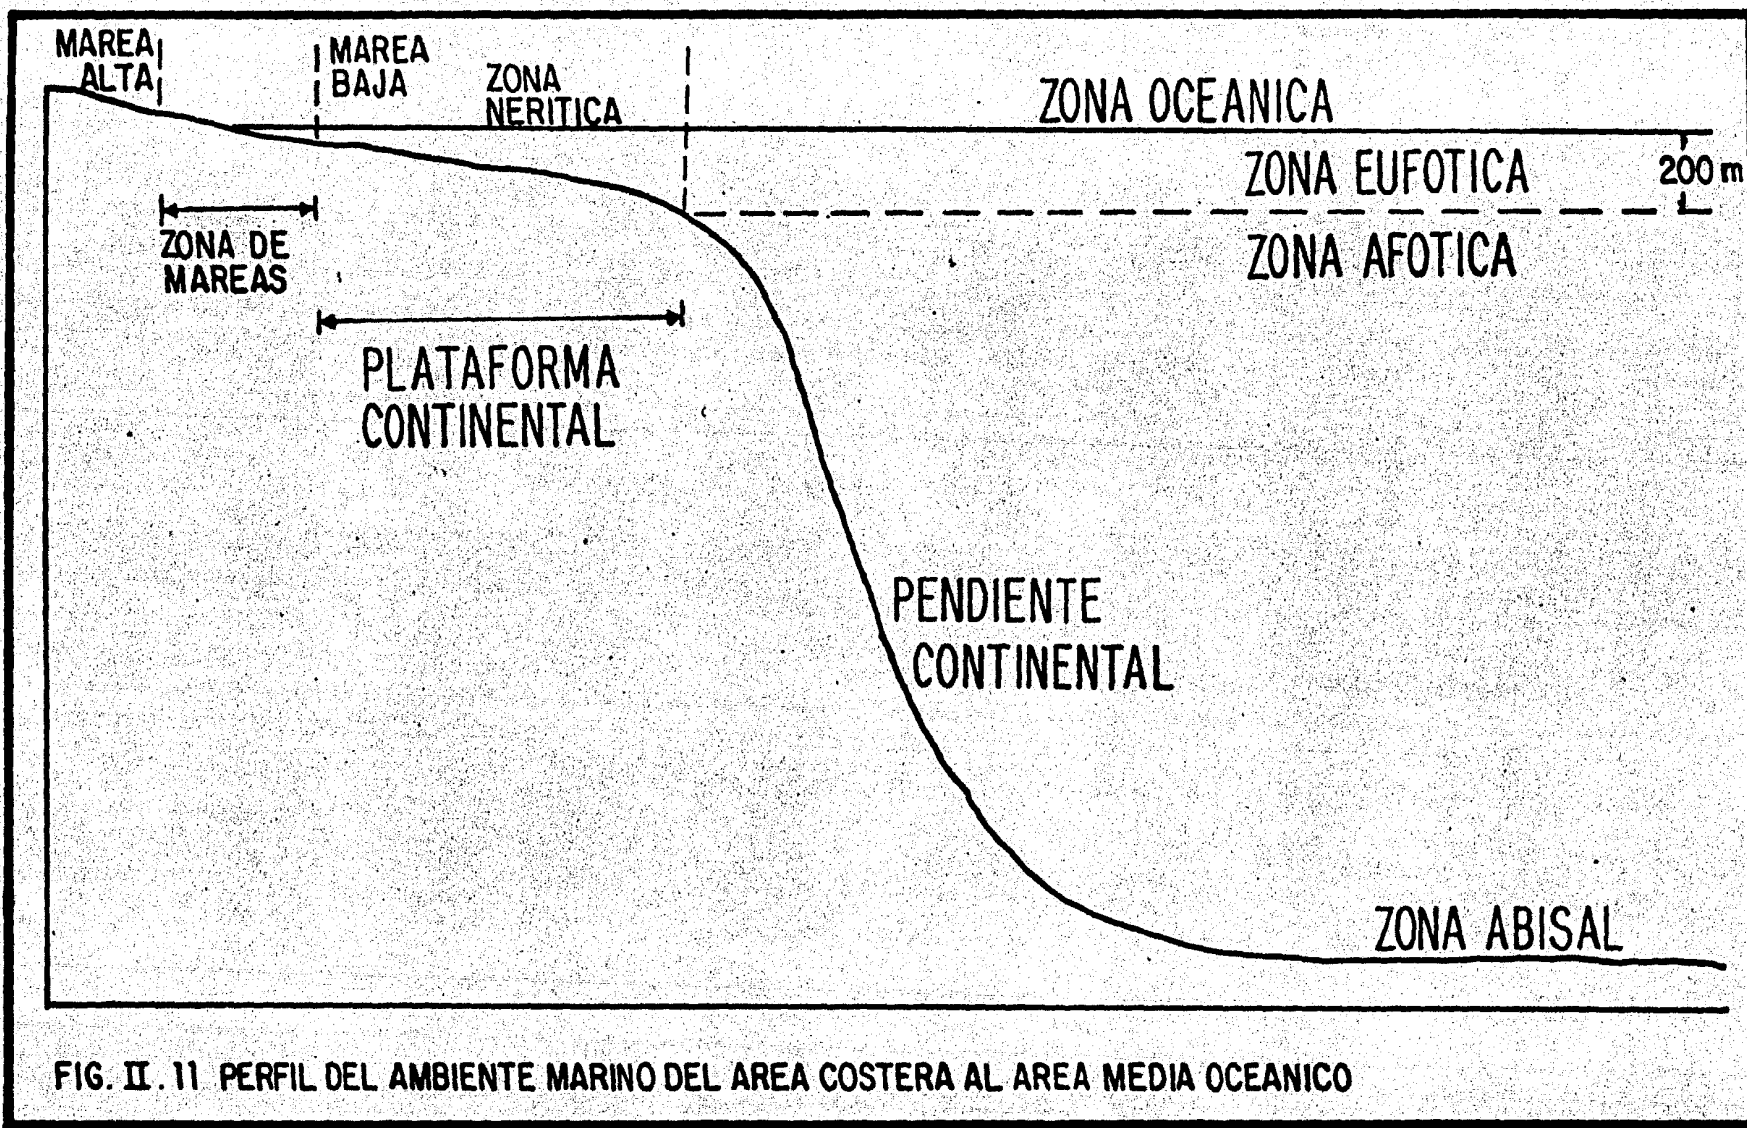 MAREA
ALTA
MAREA
BAJA
ZONA
NERITICA
ZONA OCEANICA
ZONA EUFOTICA
200 m
ZONA AFOTICA
ZONA DE
MAREAS
PLATAFORMA
CONTINENTAL
PENDIENTE
CONTINENTAL
ZONA ABISAL
FIG. II.11 PERFIL DEL AMBIENTE MARINO DEL AREA COSTERA AL AREA MEDIA OCEANICO